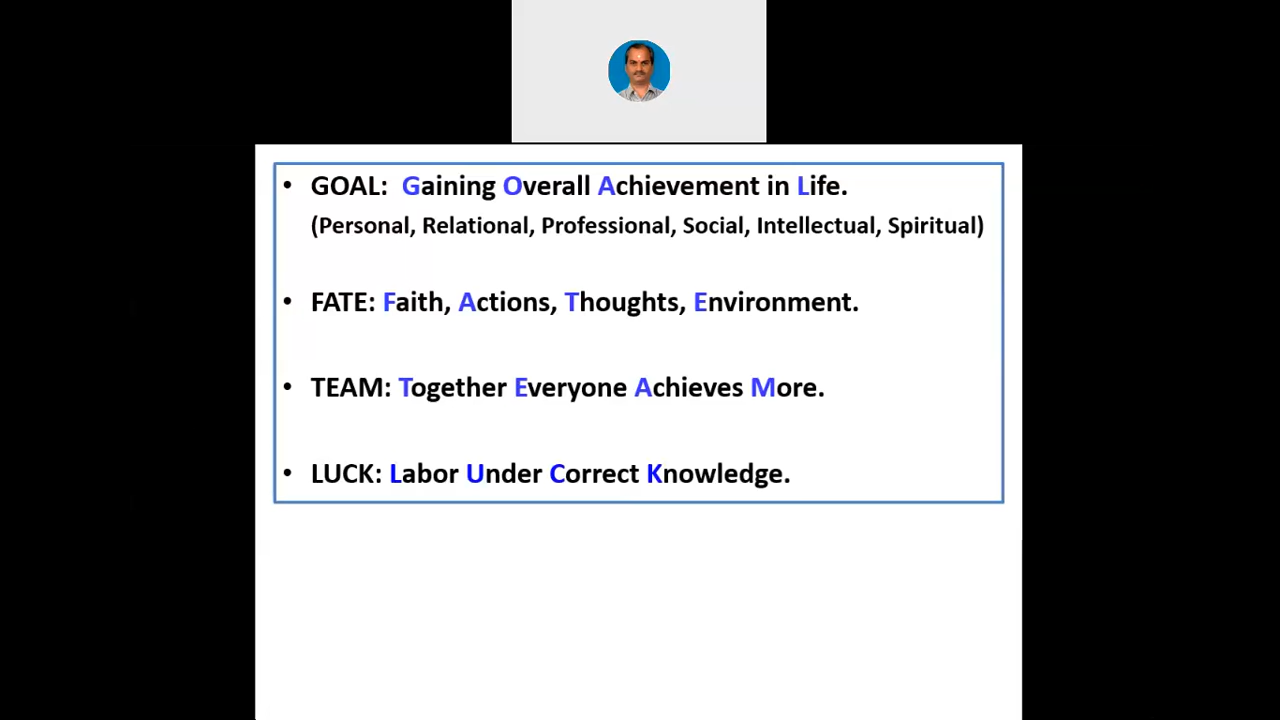 • GOAL: Gaining Overall Achievement in Life.
(Personal, Relational, Professional, Social, Intellectual, Spiritual)
• FATE: Faith, Actions, Thoughts, Environment.
• TEAM: Together Everyone Achieves More.
• LUCK: Labor Under Correct Knowledge.